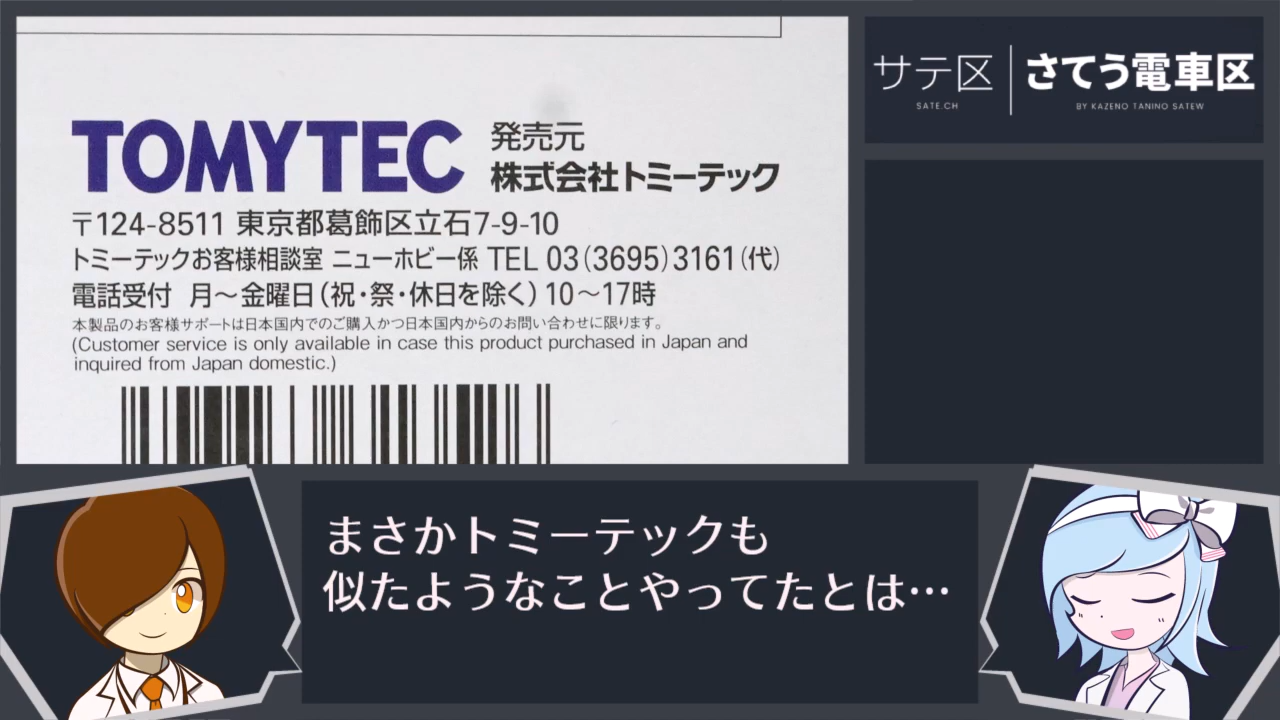 TOMYTEC
発売元
株式会社トミーテック
〒124-8511 東京都葛飾区立石7-9-10
トミーテックお客様相談室 ニューホビー係 TEL 03(3695)3161(代)
電話受付 月〜金曜日(祝・祭・休日を除く) 10〜17時
本製品のお客様サポートは日本国内でのご購入かつ日本国内からのお問い合わせに限ります。
(Customer service is only available in case this product purchased in Japan and
inquired from Japan domestic.)
サテ区
SATE.CH
さてう電車区
BY KAZENO TANINO SATEW
まさかトミーテックも
似たようなことやってたとは…